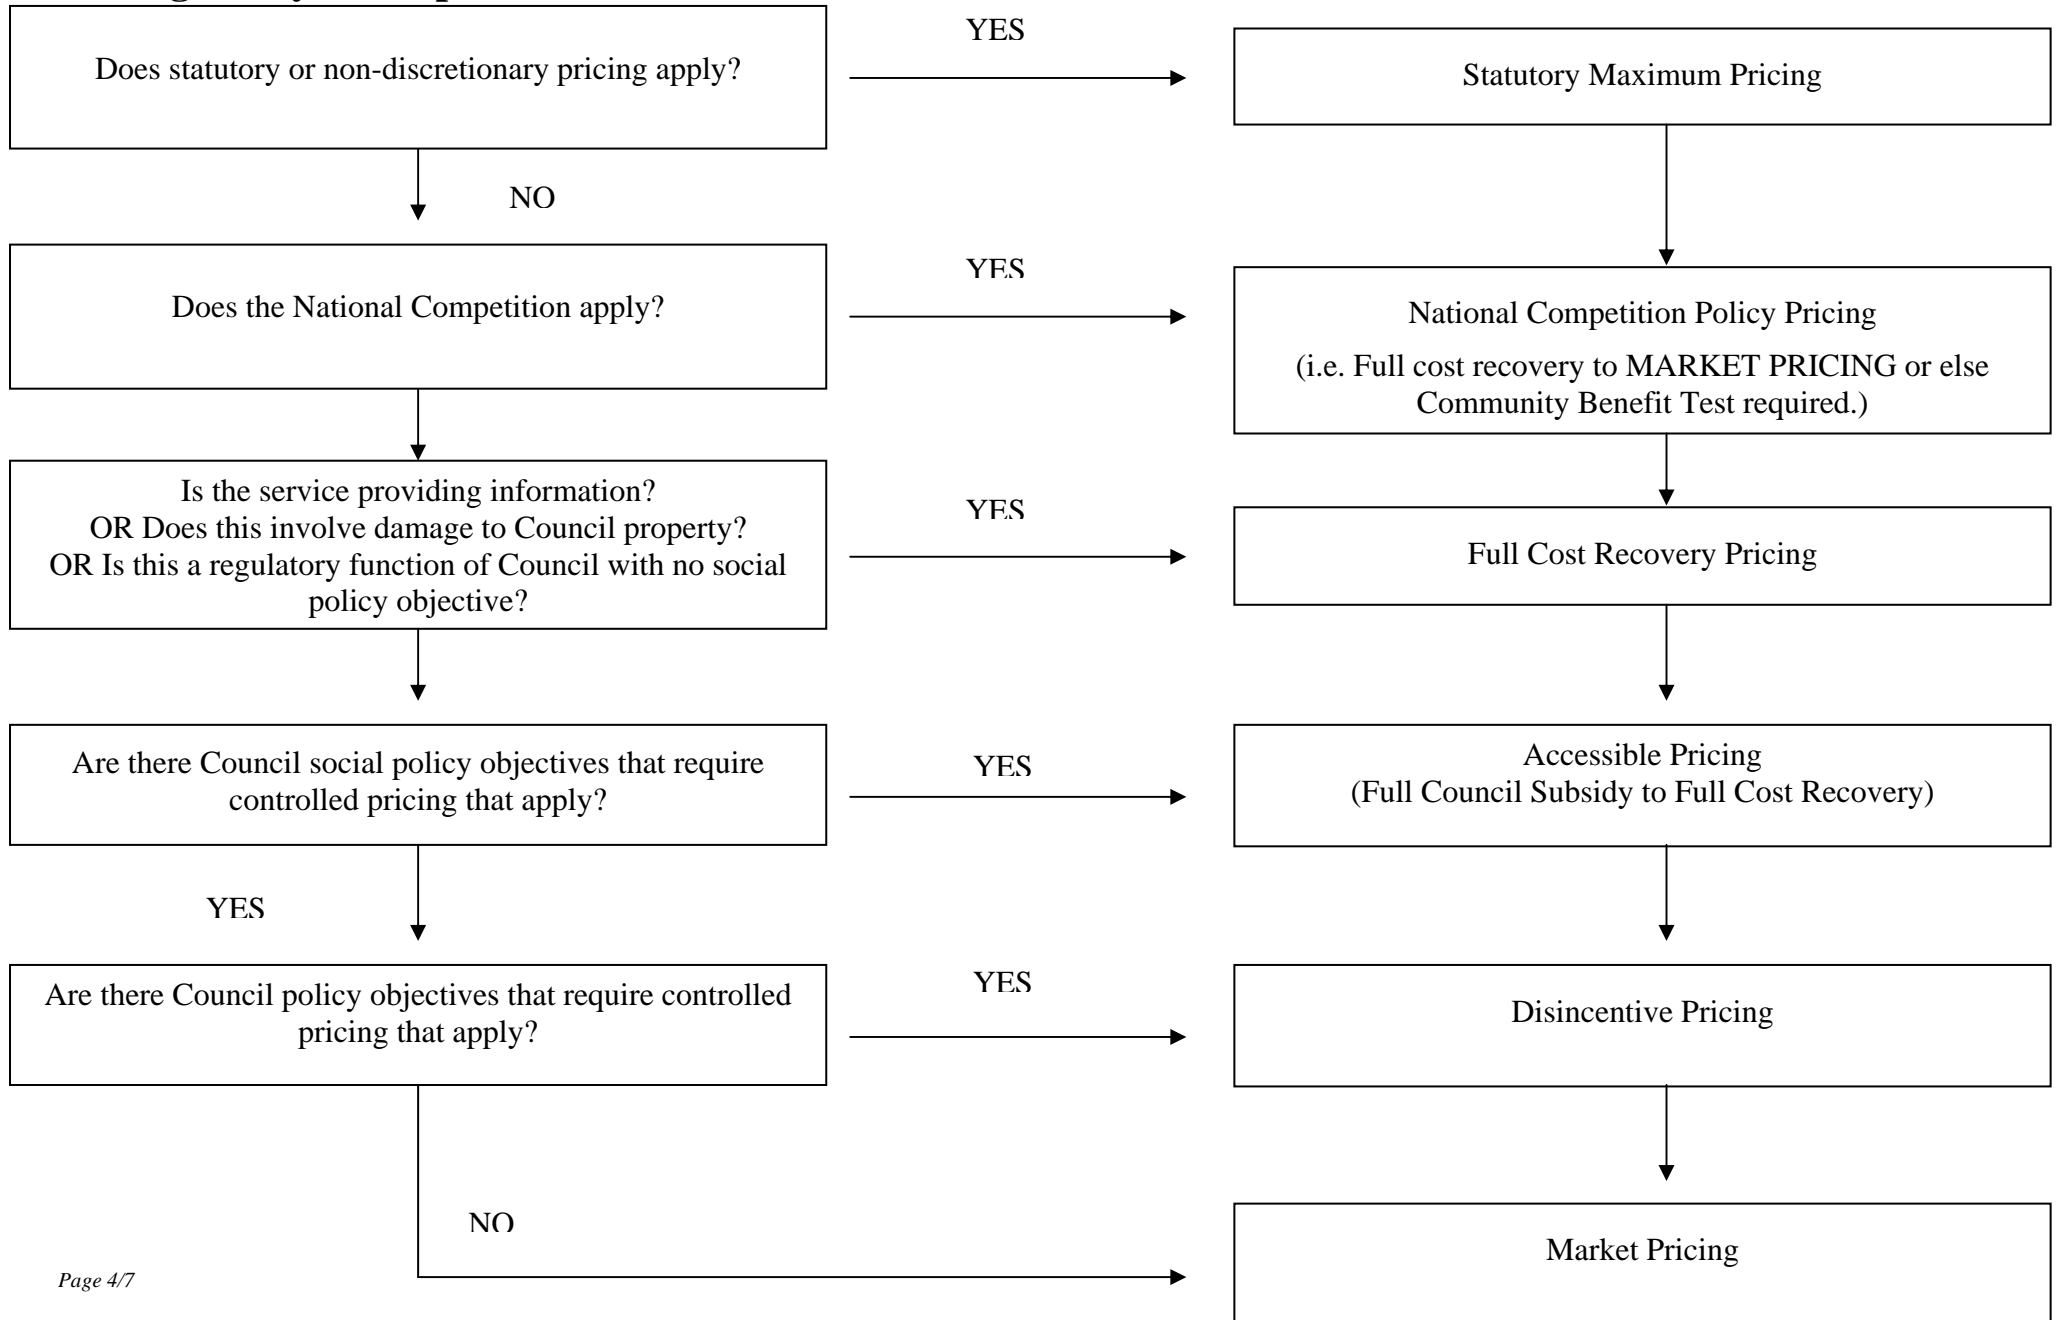 Does statutory or non-discretionary pricing apply?
YES
Statutory Maximum Pricing
NO
Does the National Competition apply?
YES
National Competition Policy Pricing
(i.e. Full cost recovery to MARKET PRICING or else
Community Benefit Test required.)
Is the service providing information?
OR Does this involve damage to Council property?
OR Is this a regulatory function of Council with no social
policy objective?
YES
Full Cost Recovery Pricing
Are there Council social policy objectives that require
controlled pricing that apply?
YES
Accessible Pricing
(Full Council Subsidy to Full Cost Recovery)
YES
Are there Council policy objectives that require controlled
pricing that apply?
YES
Disincentive Pricing
NO
Market Pricing
Page 4/7